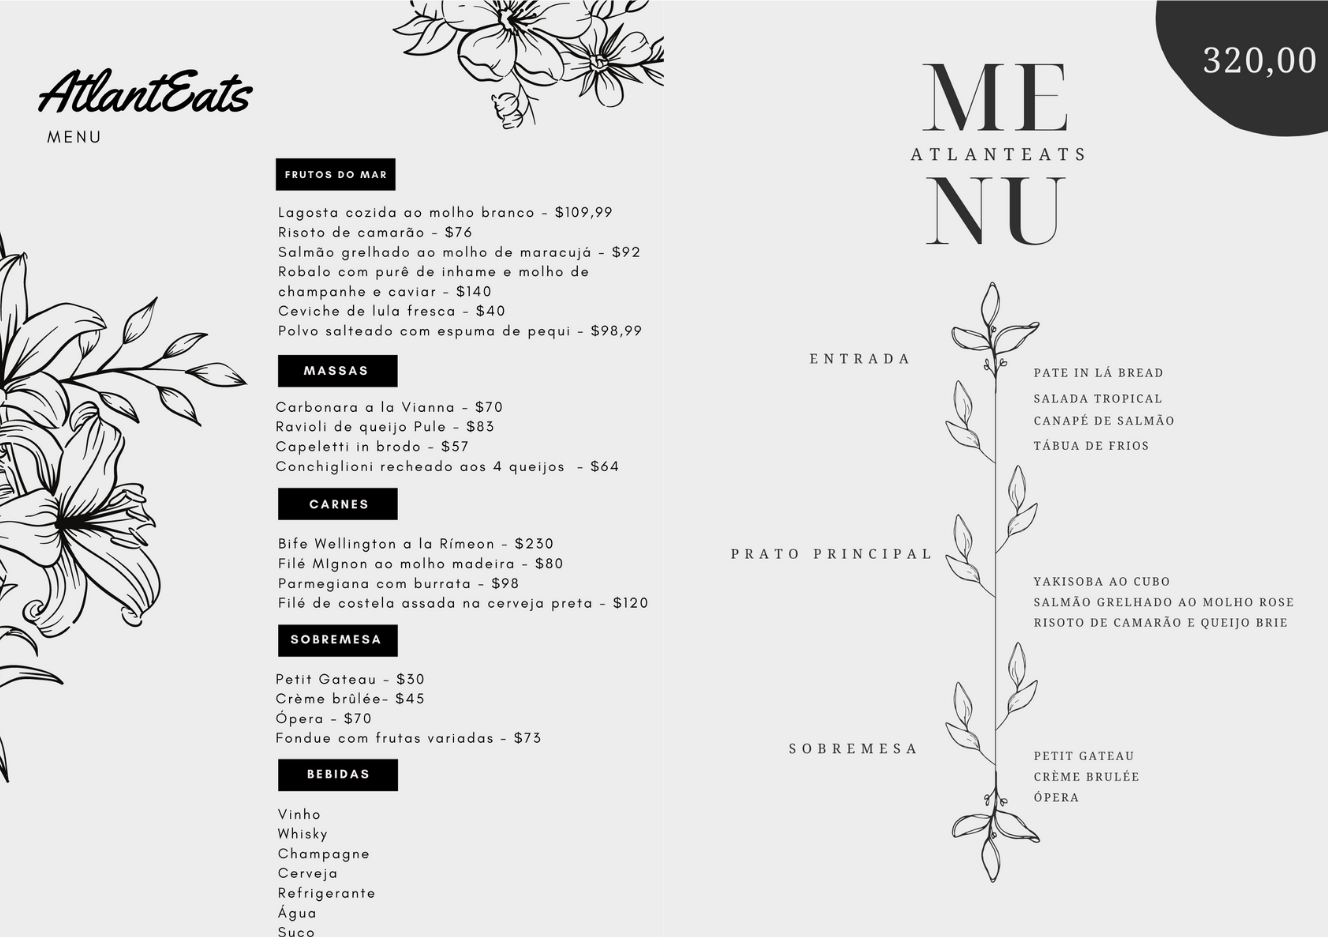 AtlantEats
MENU
FRUTOS DO MAR
Lagosta cozida ao molho branco - $109,99
Risoto de camarão - $76
Salmão grelhado ao molho de maracujá - $92
Robalo com purê de inhame e molho de
champanhe e caviar - $140
Ceviche de lula fresca - $40
Polvo salteado com espuma de pequi - $98,99
MASSAS
Carbonara a la Vianna - $70
Ravioli de queijo Pule - $83
Capeletti in brodo - $57
Conchiglioni recheado aos 4 queijos  - $64
CARNES
Bife Wellington a la Rímeon - $230
Filé MIgnon ao molho madeira - $80
Parmegiana com burrata - $98
Filé de costela assada na cerveja preta - $120
SOBREMESA
Petit Gateau - $30
Crème brûlée- $45
Ópera - $70
Fondue com frutas variadas - $73
BEBIDAS
Vinho
Whisky
Champagne
Cerveja
Refrigerante
Água
Suco
320,00
ME
ATLANTEATS
NU
ENTRADA
PATE IN LÁ BREAD
SALADA TROPICAL
CANAPÉ DE SALMÃO
TÁBUA DE FRIOS
PRATO PRINCIPAL
YAKISOBA AO CUBO
SALMÃO GRELHADO AO MOLHO ROSE
RISOTO DE CAMARÃO E QUEIJO BRIE
SOBREMESA
PETIT GATEAU
CRÈME BRULÉE
ÓPERA